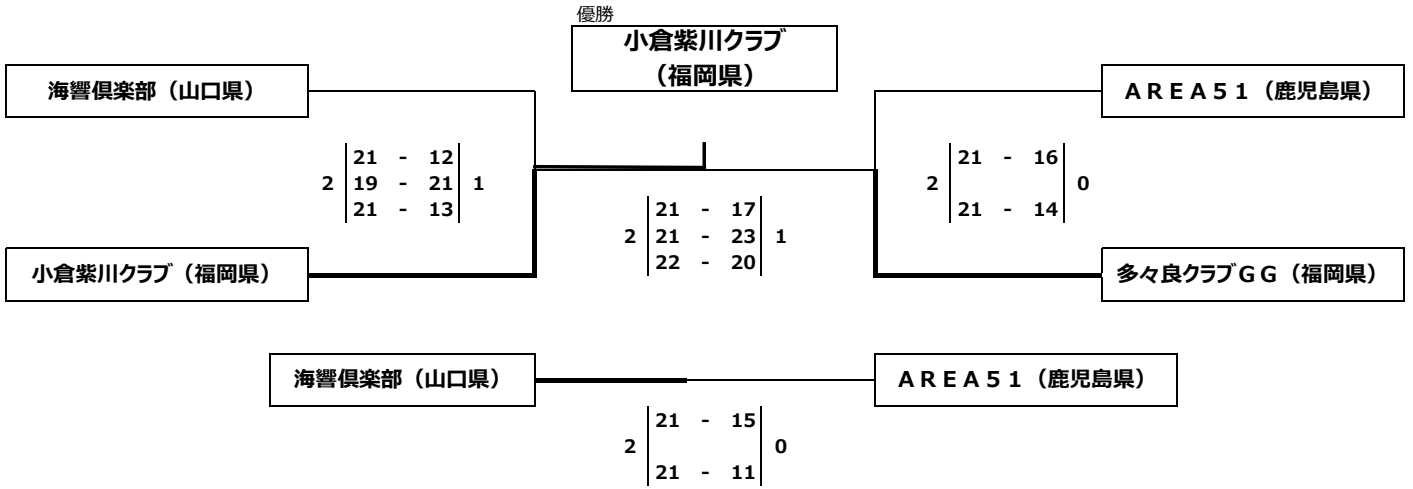 優勝
小倉紫川クラブ
（福岡県）
海響倶楽部（山口県）
ＡＲＥＡ５１（鹿児島県）
21 - 12
2 19 - 21 1
21 - 13
21 - 16
2 0
21 - 14
21 - 17
2 21 - 23 1
22 - 20
小倉紫川クラブ（福岡県）
多々良クラブＧＧ（福岡県）
海響倶楽部（山口県）
ＡＲＥＡ５１（鹿児島県）
21 - 15
2 0
21 - 11